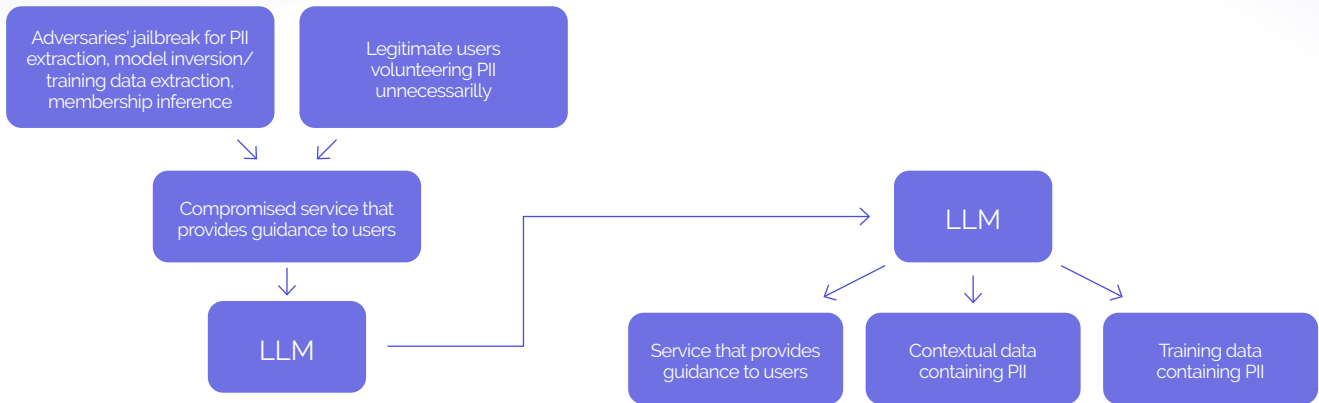 Adversaries' jailbreak for PII
extraction, model inversion/
training data extraction,
membership inference
Legitimate users
volunteering PII
unnecessarilly
Compromised service that
provides guidance to users
LLM
LLM
Service that provides
guidance to users
Contextual data
containing PII
Training data
containing PII